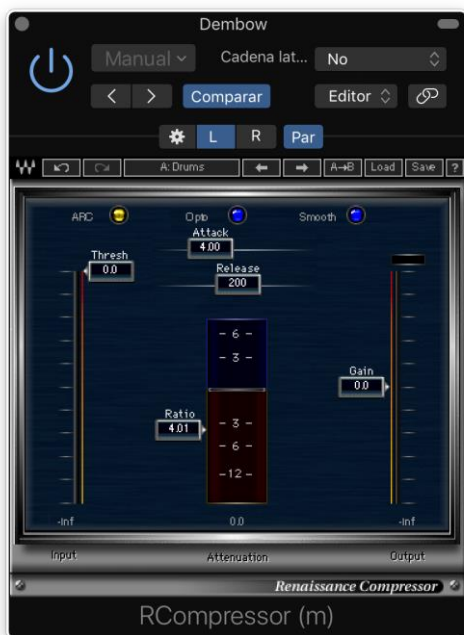 Dembow
Manual
Cadena lat...
No
Comparar
Editor
L
R
Par
A: Drums
A→B
Load
Save
?
ARC
Opto
Smooth
Attack
4.00
Thresh
0.0
Release
200
- 6 -
- 3 -
Gain
0.0
Ratio
4.01
- 3 -
- 6 -
-12 -
-Inf
0.0
-Inf
Input
Attenuation
Output
Renaissance Compressor
RCompressor (m)